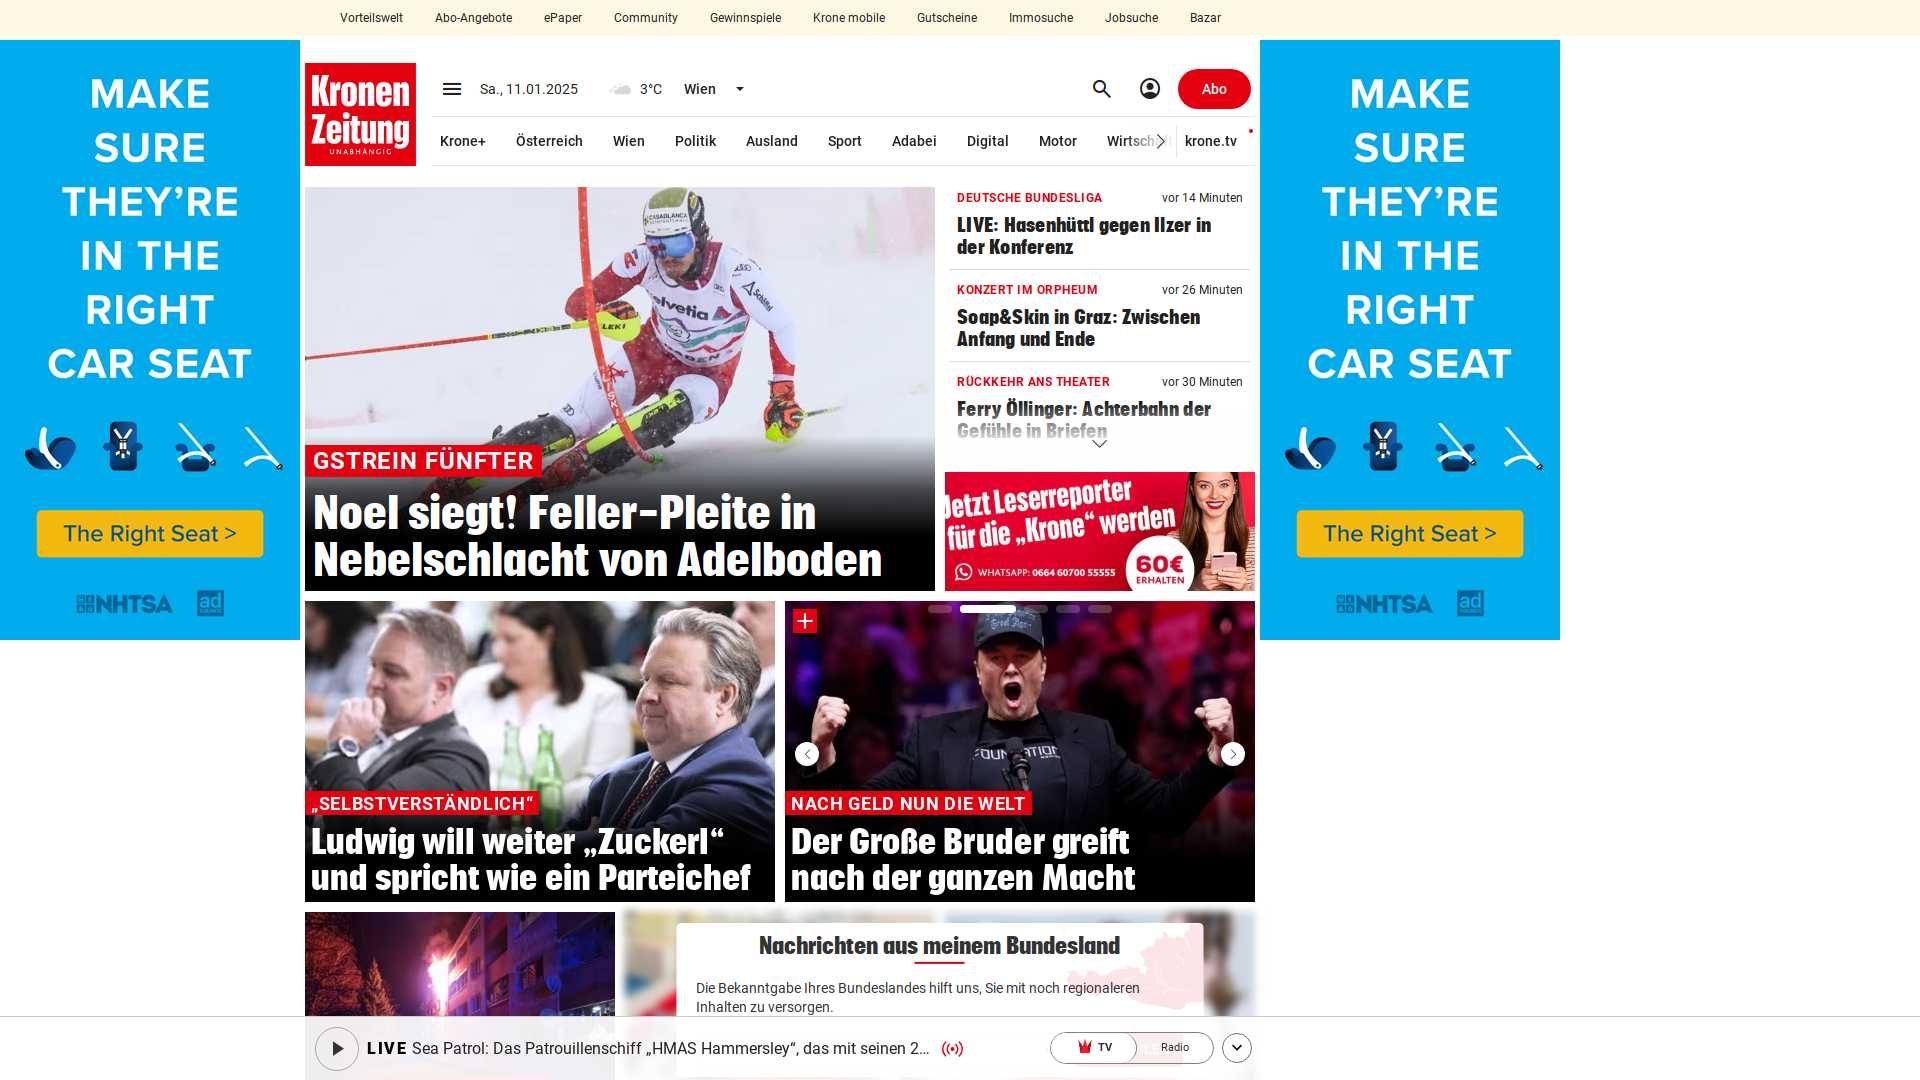 Vorteilswelt Abo-Angebote ePaper Community Gewinnspiele Krone mobile Gutscheine Immosuche Jobsuche Bazar
MAKE
SURE
THEY'RE
IN THE
RIGHT
CAR SEAT
The Right Seat >
NHTSA ad
COUNCIL
Kronen
Zeitung
UNABHÄNGIG
Sa., 11.01.2025 3°C Wien
Abo
Krone+ Österreich Wien Politik Ausland Sport Adabei Digital Motor Wirtschaft krone.tv
GSTREIN FÜNFTER
Noel siegt! Feller-Pleite in
Nebelschlacht von Adelboden
CASABLANCA
helvetia
LEKI
DEUTSCHE BUNDESLIGA vor 14 Minuten
LIVE: Hasenhüttl gegen Ilzer in
der Konferenz
KONZERT IM ORPHEUM vor 26 Minuten
Soap&Skin in Graz: Zwischen
Anfang und Ende
RÜCKKEHR ANS THEATER vor 30 Minuten
Ferry Öllinger: Achterbahn der
Gefühle in Briefen
Jetzt Leserreporter
für die „Krone“ werden
WHATSAPP: 0664 60700 55555
60€
ERHALTEN
MAKE
SURE
THEY'RE
IN THE
RIGHT
CAR SEAT
The Right Seat >
NHTSA ad
COUNCIL
„SELBSTVERSTÄNDLICH“
Ludwig will weiter „Zuckerl“
und spricht wie ein Parteichef
NACH GELD NUN DIE WELT
Der Große Bruder greift
nach der ganzen Macht
Nachrichten aus meinem Bundesland
Die Bekanntgabe Ihres Bundeslandes hilft uns, Sie mit noch regionaleren
Inhalten zu versorgen.
LIVE Sea Patrol: Das Patrouillenschiff „HMAS Hammersley“, das mit seinen 2...
TV Radio